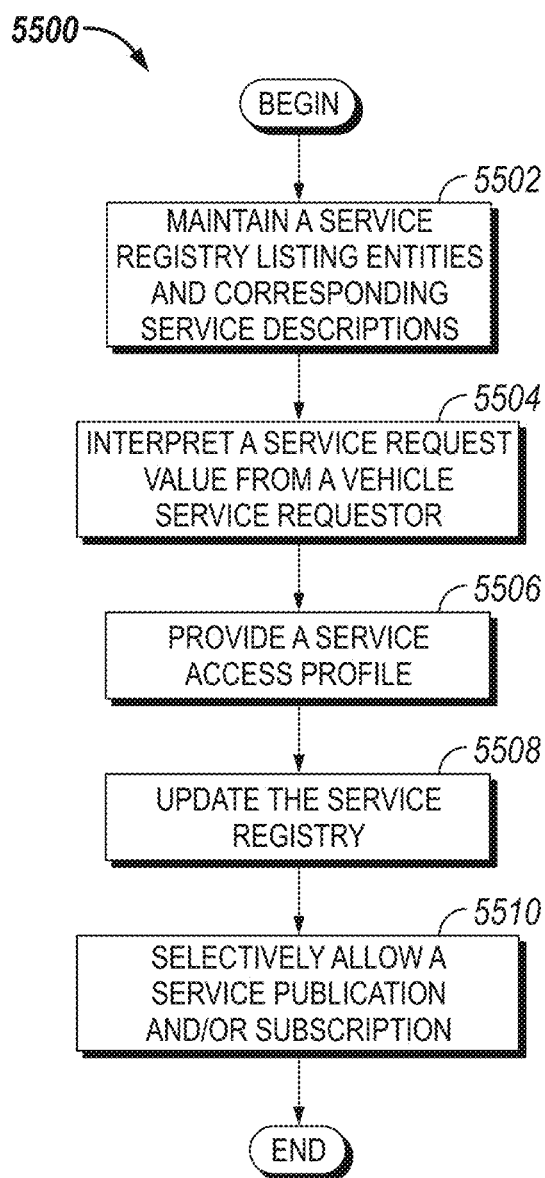 5500
BEGIN
5502
MAINTAIN A SERVICE
REGISTRY LISTING ENTITIES
AND CORRESPONDING
SERVICE DESCRIPTIONS
5504
INTERPRET A SERVICE REQUEST
VALUE FROM A VEHICLE
SERVICE REQUESTOR
5506
PROVIDE A SERVICE
ACCESS PROFILE
5508
UPDATE THE SERVICE
REGISTRY
5510
SELECTIVELY ALLOW A
SERVICE PUBLICATION
AND/OR SUBSCRIPTION
END